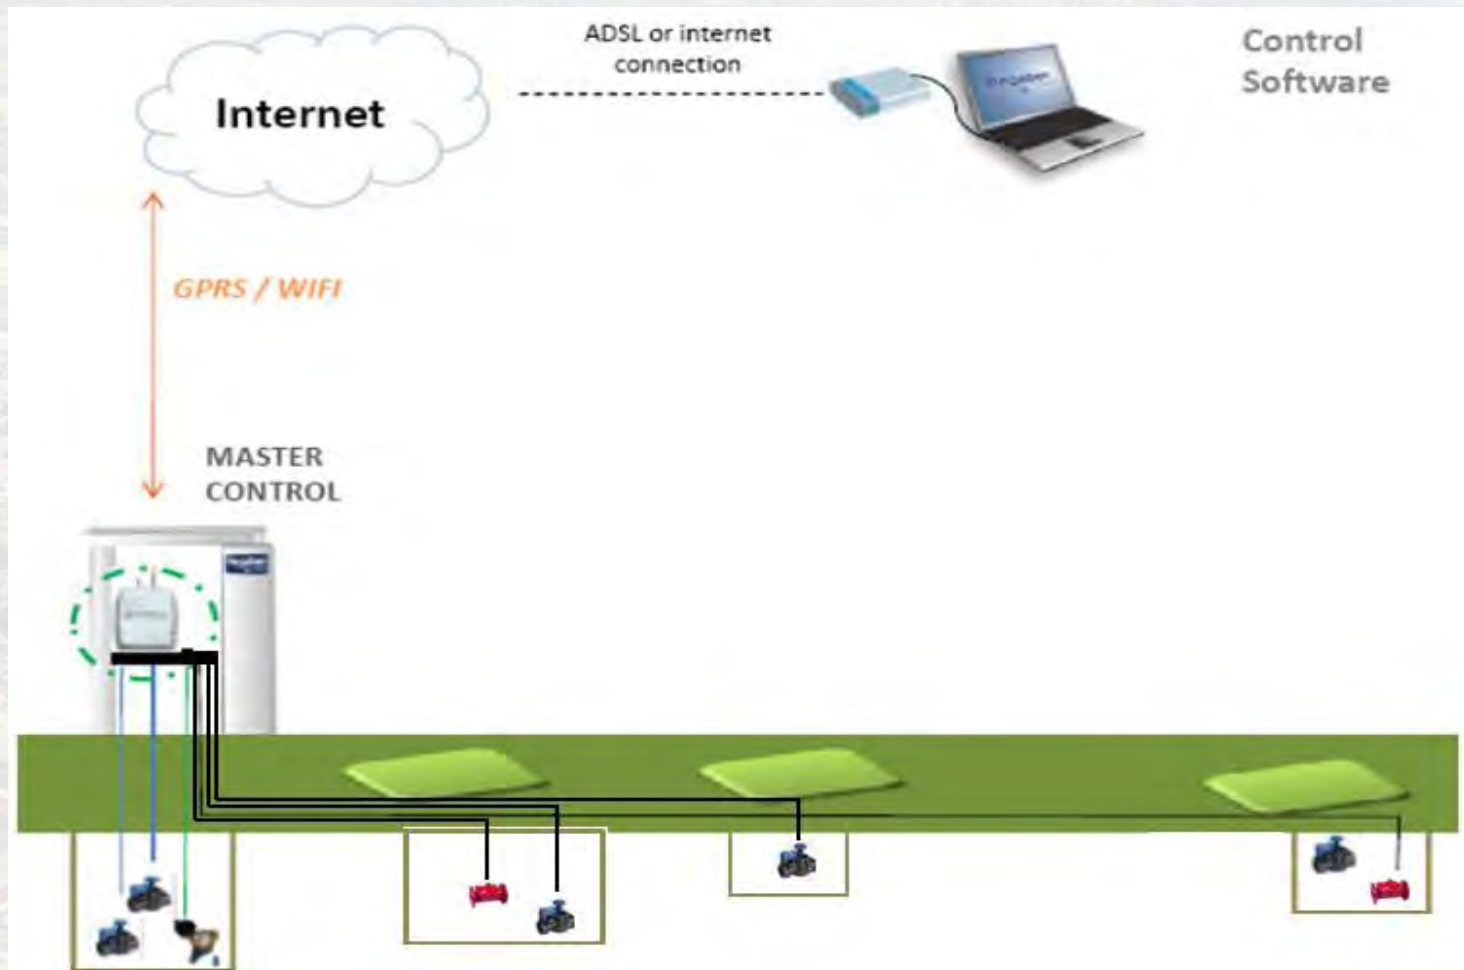 ADSL or internet
connection
Control
Software
Internet
GPRS / WIFI
MASTER
CONTROL